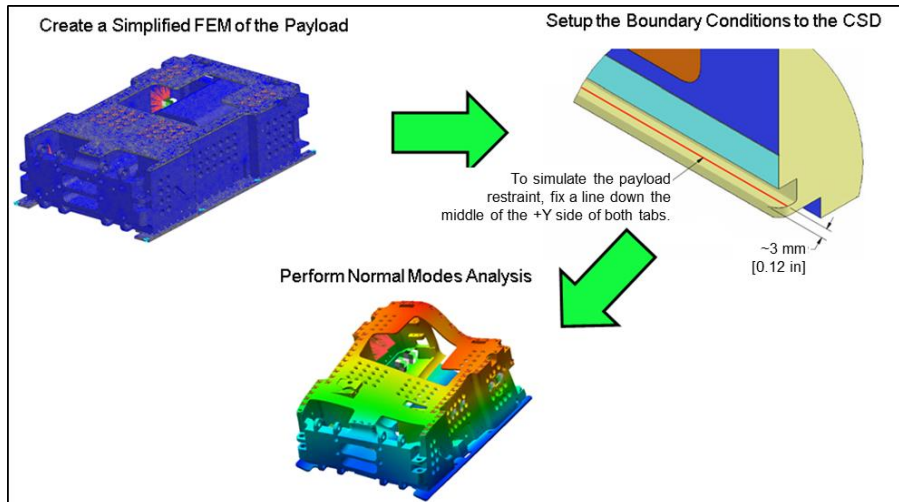 Create a Simplified FEM of the Payload
Setup the Boundary Conditions to the CSD
To simulate the payload
restraint, fix a line down the
middle of the +Y side of both tabs.
~3 mm
[0.12 in]
Perform Normal Modes Analysis